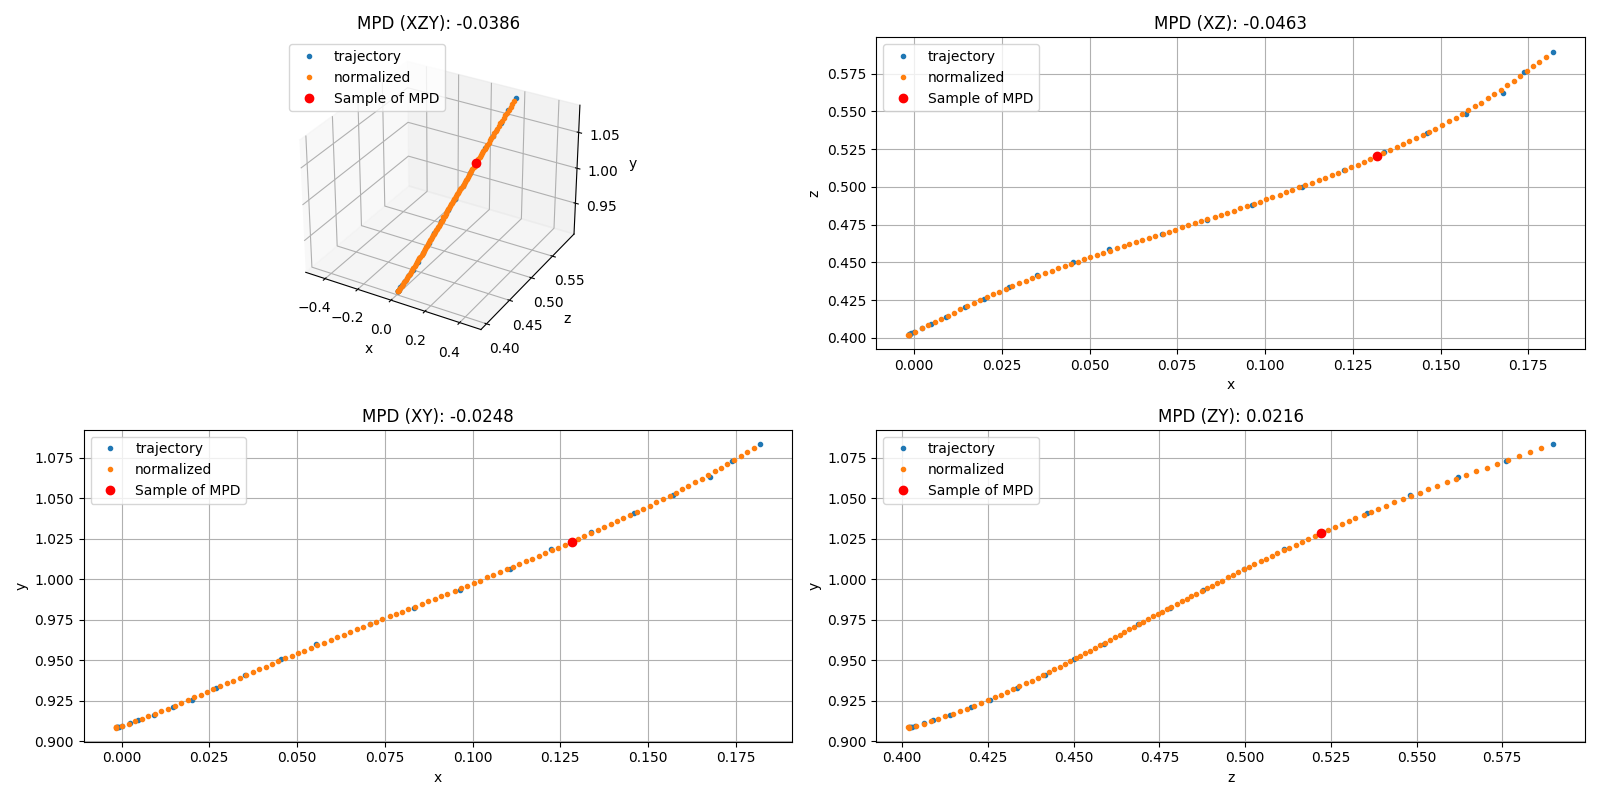 MPD (XZY): -0.0386
trajectory
normalized
Sample of MPD
1.05
1.00
0.95
y
−0.4
−0.2
0.0
0.2
0.4
x
0.40
0.45
0.50
0.55
z
MPD (XZ): -0.0463
trajectory
normalized
Sample of MPD
0.575
0.550
0.525
0.500
0.475
0.450
0.425
0.400
z
0.000 0.025 0.050 0.075 0.100 0.125 0.150 0.175
x
MPD (XY): -0.0248
trajectory
normalized
Sample of MPD
1.075
1.050
1.025
1.000
0.975
0.950
0.925
0.900
y
0.000 0.025 0.050 0.075 0.100 0.125 0.150 0.175
x
MPD (ZY): 0.0216
trajectory
normalized
Sample of MPD
1.075
1.050
1.025
1.000
0.975
0.950
0.925
0.900
y
0.400 0.425 0.450 0.475 0.500 0.525 0.550 0.575
z